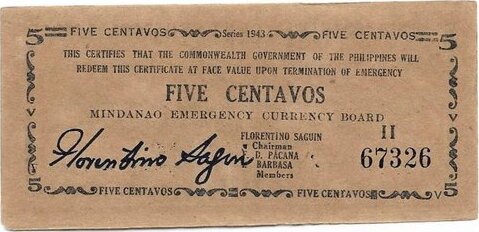 5 FIVE CENTAVOS Series 1943 FIVE CENTAVOS 5
THIS CERTIFIES THAT THE COMMONWEALTH GOVERNMENT OF THE PHILIPPINES WILL
REDEEM THIS CERTIFICATE AT FACE VALUE UPON TERMINATION OF EMERGENCY
FIVE CENTAVOS
MINDANAO EMERGENCY CURRENCY BOARD
FLORENTINO SAGUIN II
Chairman
Florentino Saguin D. PACANA 67326
BARBASA
Members
5 FIVE CENTAVOS FIVE CENTAVOS V 5